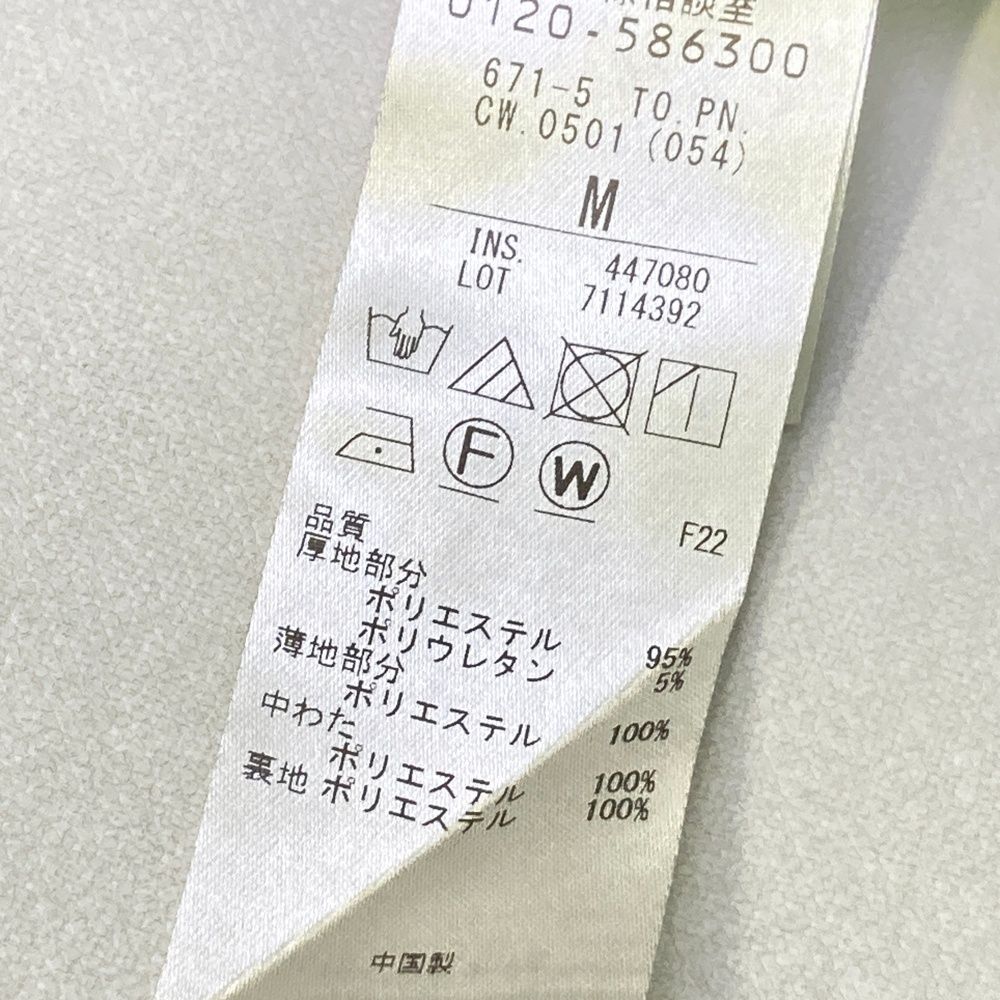 相談室
0120-586300
671-5 TO.PN.
CW.0501(054)
M
INS. 447080
LOT 7114392
F W
F22
品質
厚地部分
ポリエステル 95%
ポリウレタン 5%
薄地部分
ポリエステル 100%
中わた
ポリエステル 100%
裏地 ポリエステル 100%
中国製